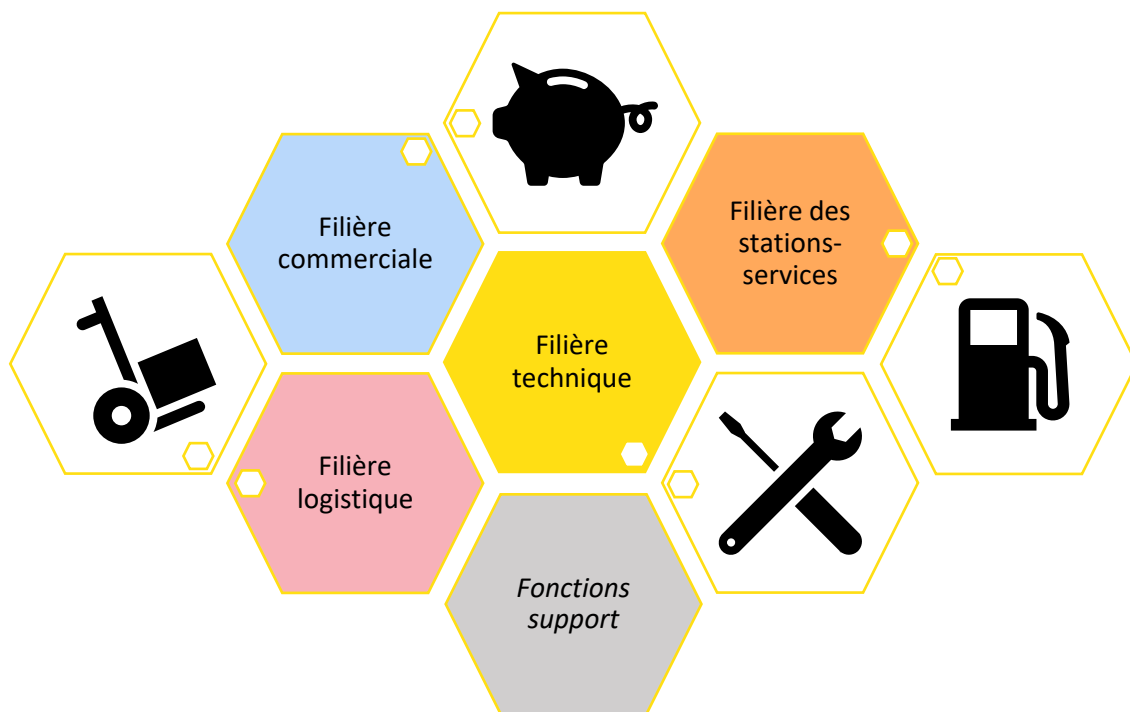 Filière
commerciale
Filière des
stations-
services
Filière
technique
Filière
logistique
Fonctions
support